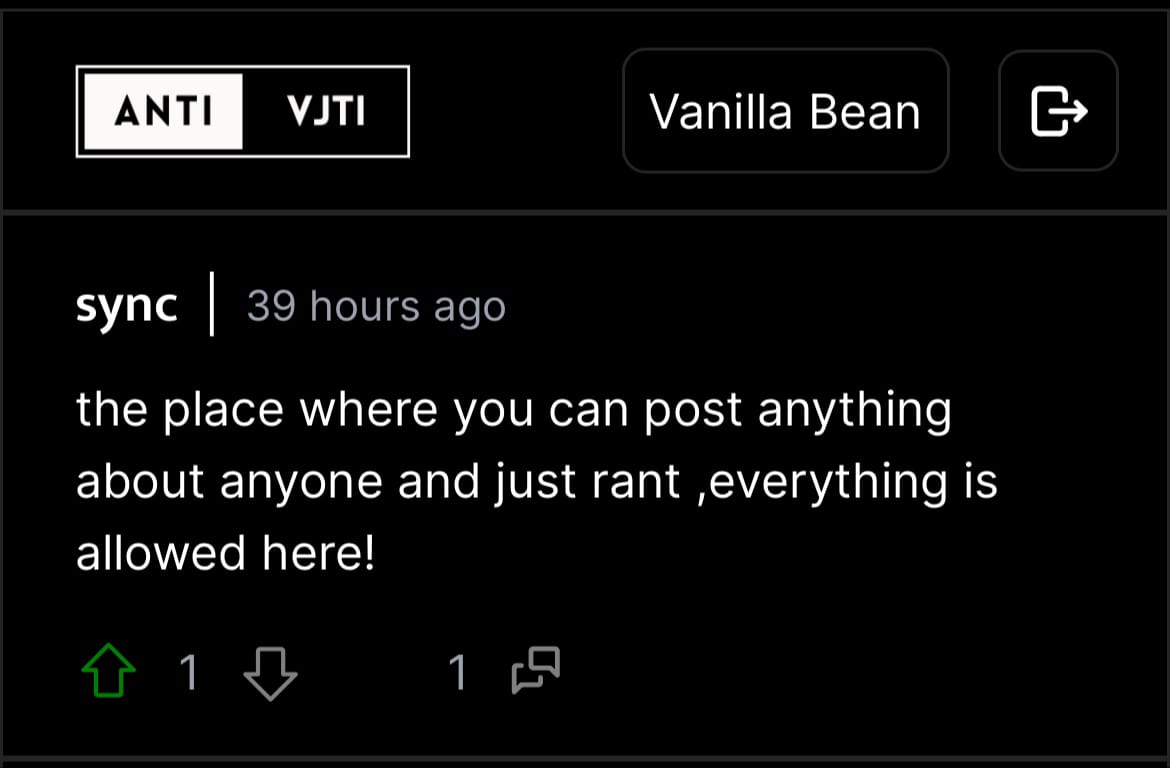 ANTI VJTI Vanilla Bean
sync 39 hours ago
the place where you can post anything
about anyone and just rant ,everything is
allowed here!
1 1